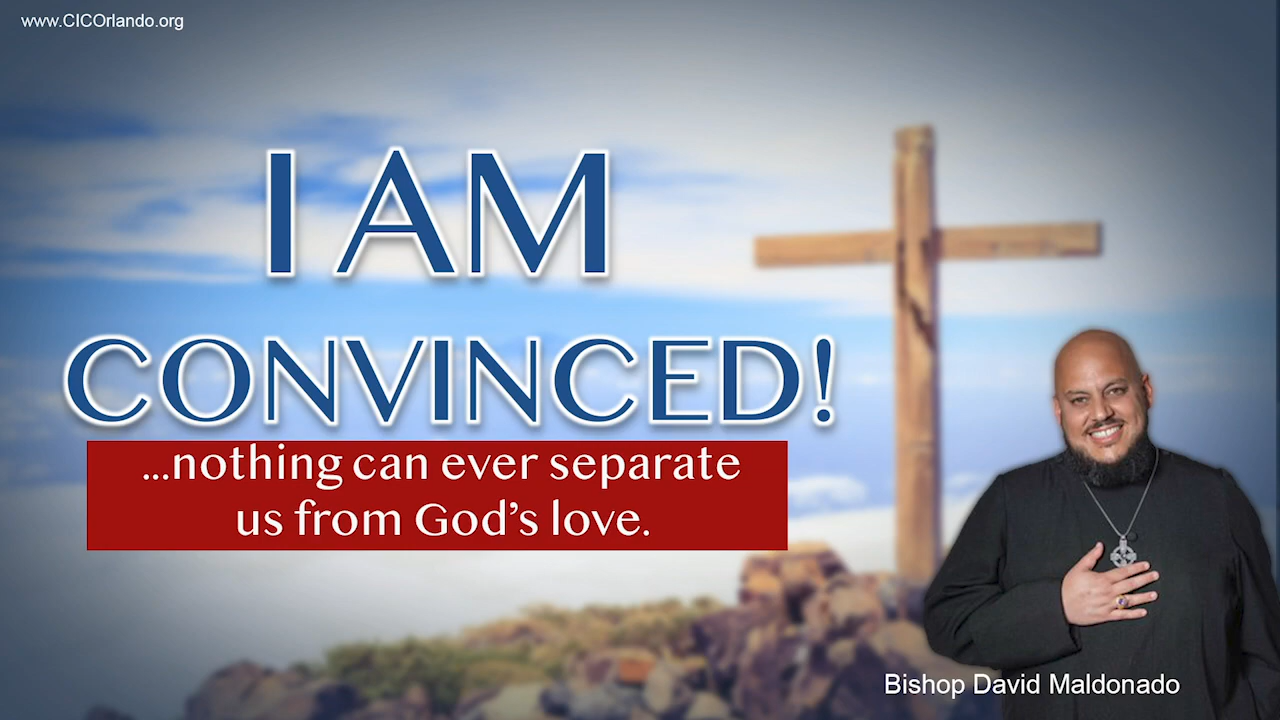 www.CICOrlando.org
I AM
CONVINCED!
...nothing can ever separate
us from God's love.
Bishop David Maldonado